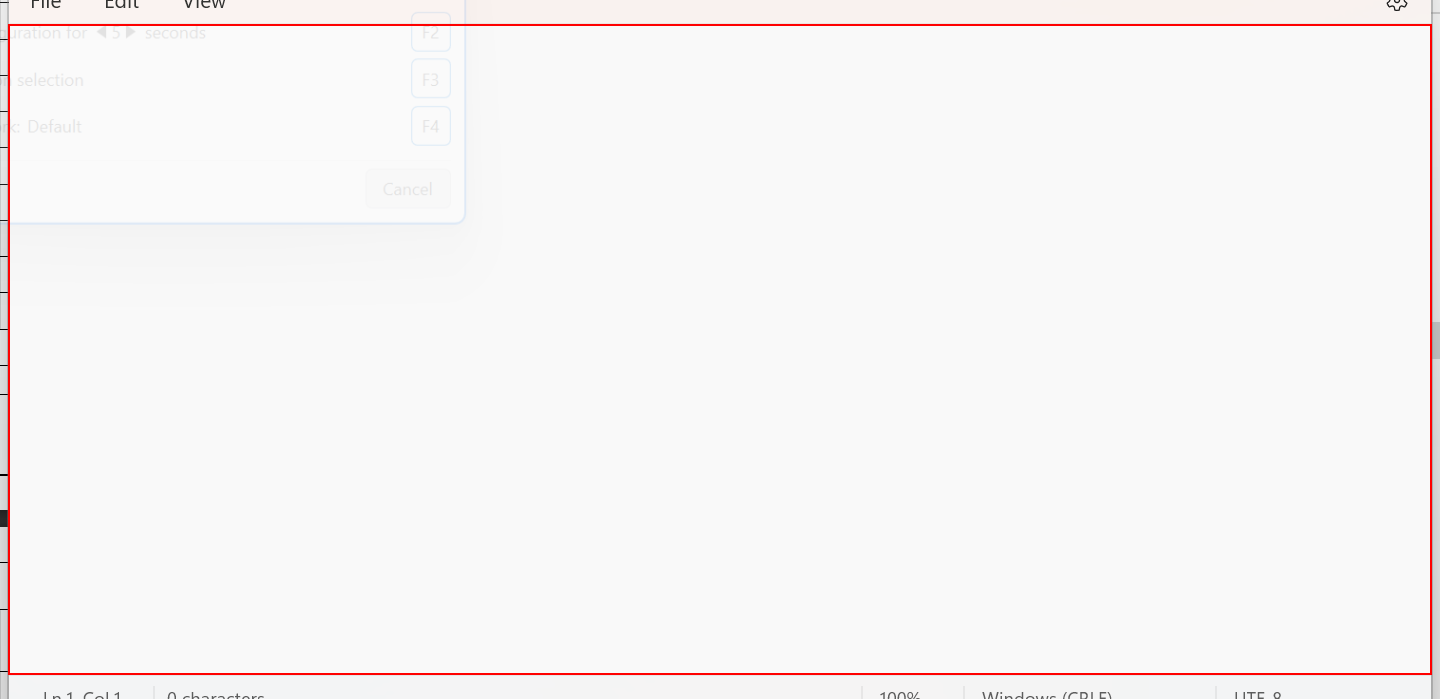 File Edit View
uration for 5 seconds F2
selection F3
Default F4
Cancel
Ln 1, Col 1 0 characters 100% Windows (CRLF) UTF-8